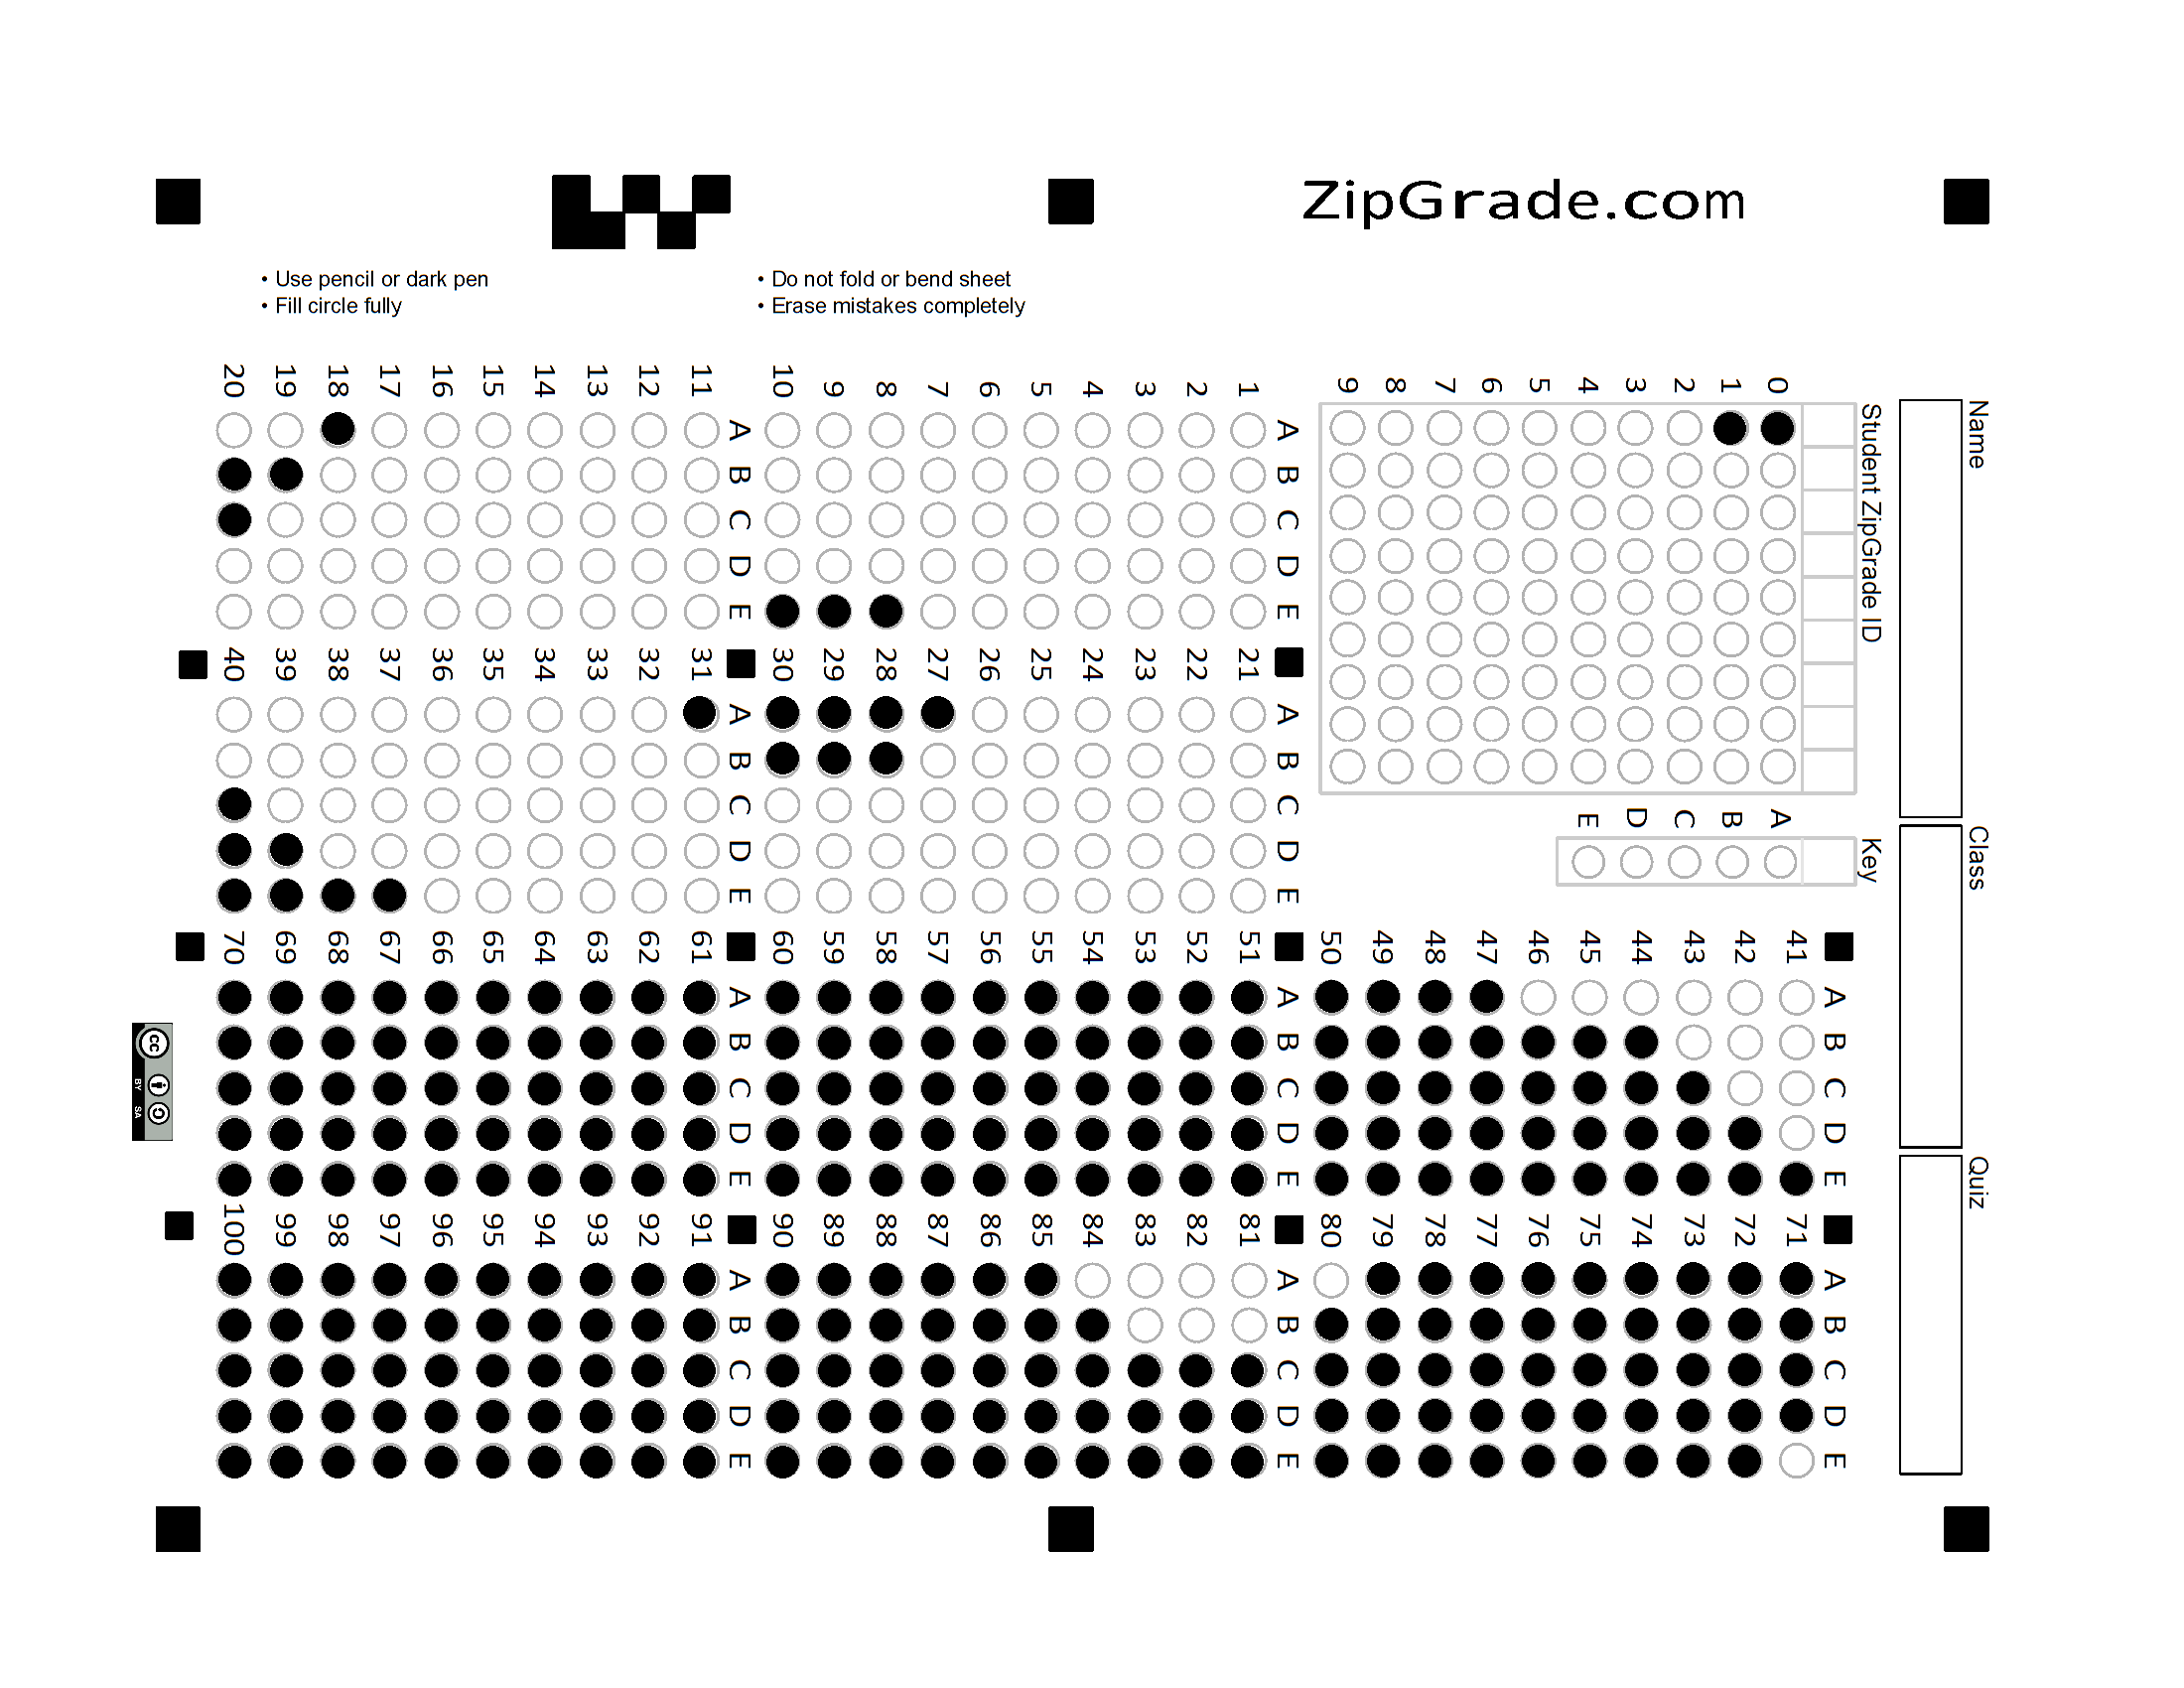 ZipGrade.com
• Use pencil or dark pen
• Fill circle fully
• Do not fold or bend sheet
• Erase mistakes completely
Name
Class
Quiz
Student ZipGrade ID
0 1 2 3 4 5 6 7 8 9
Key
A B C D E
A B C D E
1 2 3 4 5 6 7 8 9 10
A B C D E
11 12 13 14 15 16 17 18 19 20
A B C D E
21 22 23 24 25 26 27 28 29 30
A B C D E
31 32 33 34 35 36 37 38 39 40
A B C D E
41 42 43 44 45 46 47 48 49 50
A B C D E
51 52 53 54 55 56 57 58 59 60
A B C D E
61 62 63 64 65 66 67 68 69 70
A B C D E
71 72 73 74 75 76 77 78 79 80
A B C D E
81 82 83 84 85 86 87 88 89 90
A B C D E
91 92 93 94 95 96 97 98 99 100
A B C D E
cc
BY SA